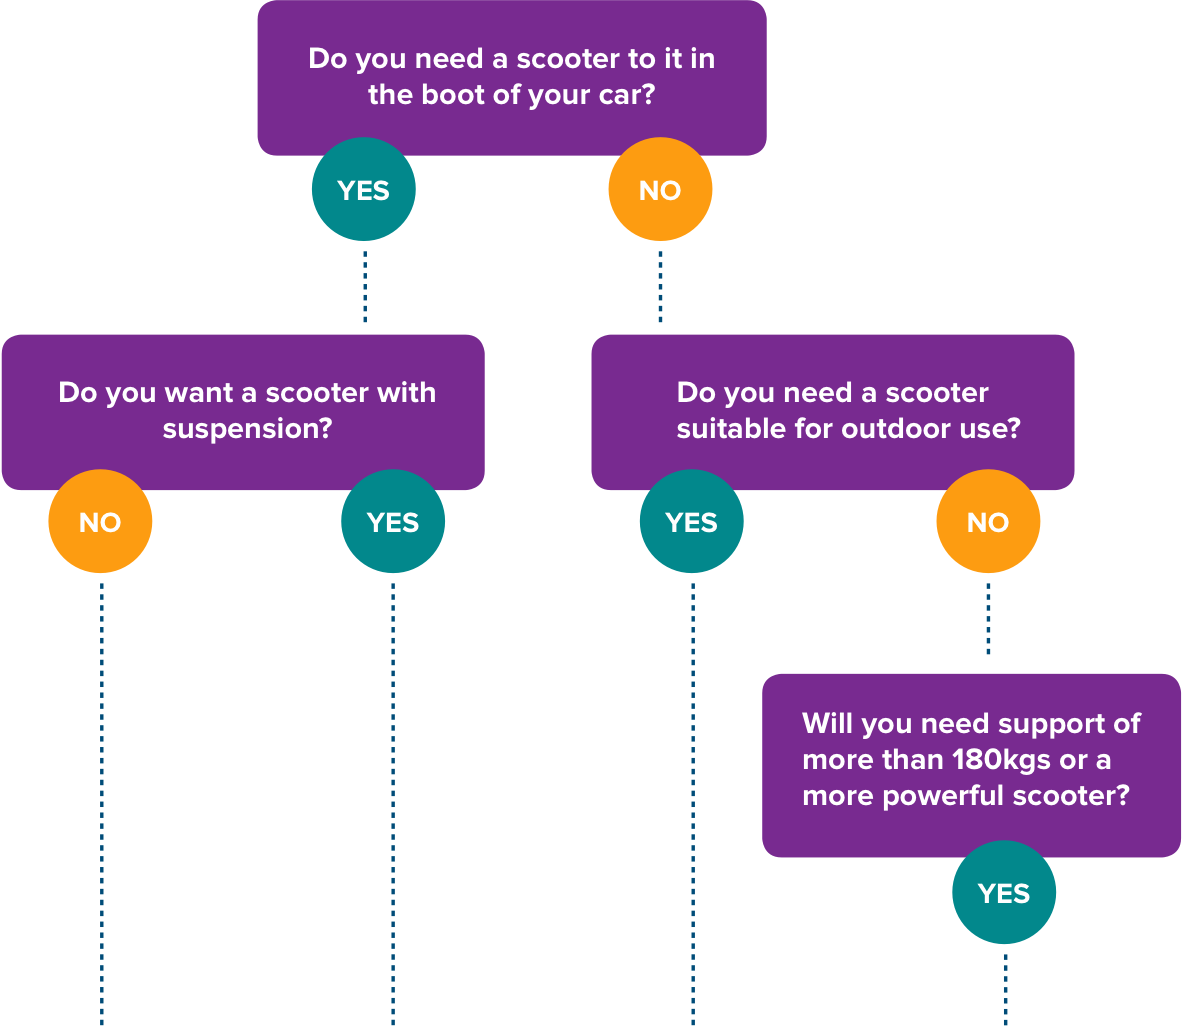 Do you need a scooter to it in
the boot of your car?
YES
NO
Do you want a scooter with
suspension?
NO
YES
Do you need a scooter
suitable for outdoor use?
YES
NO
Will you need support of
more than 180kgs or a
more powerful scooter?
YES